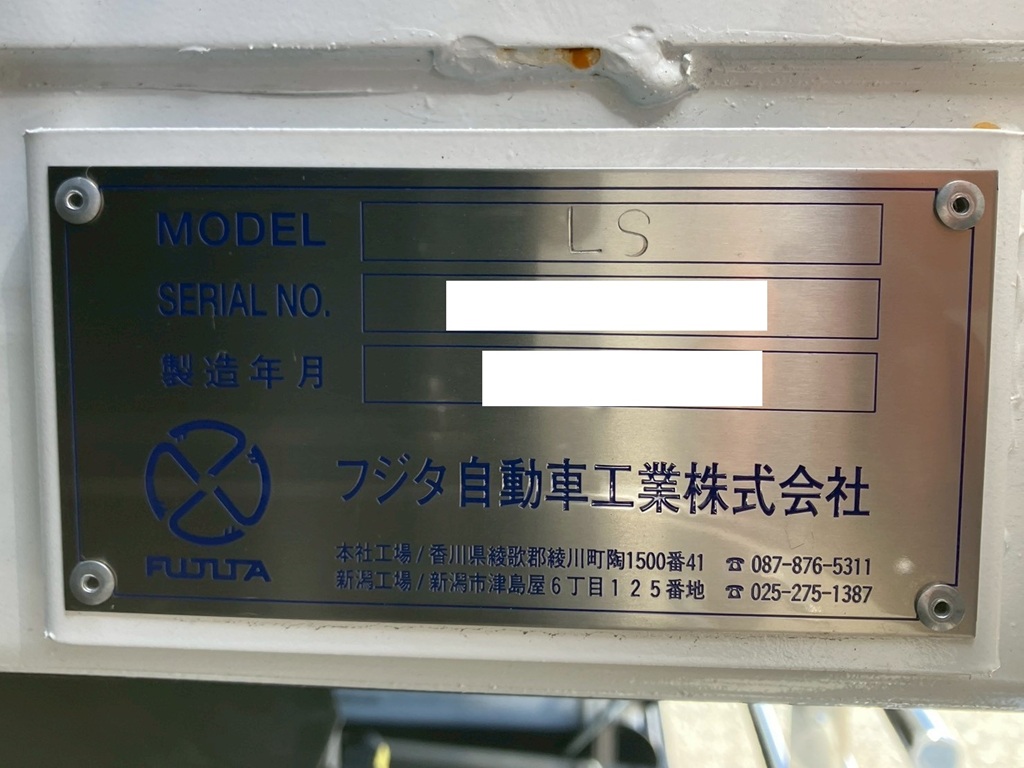 MODEL LS
SERIAL NO.
製造年月
フジタ自動車工業株式会社
FUJITA
本社工場/香川県綾歌郡綾川町陶1500番41 ☎ 087-876-5311
新潟工場/新潟市津島屋6丁目125番地 ☎ 025-275-1387